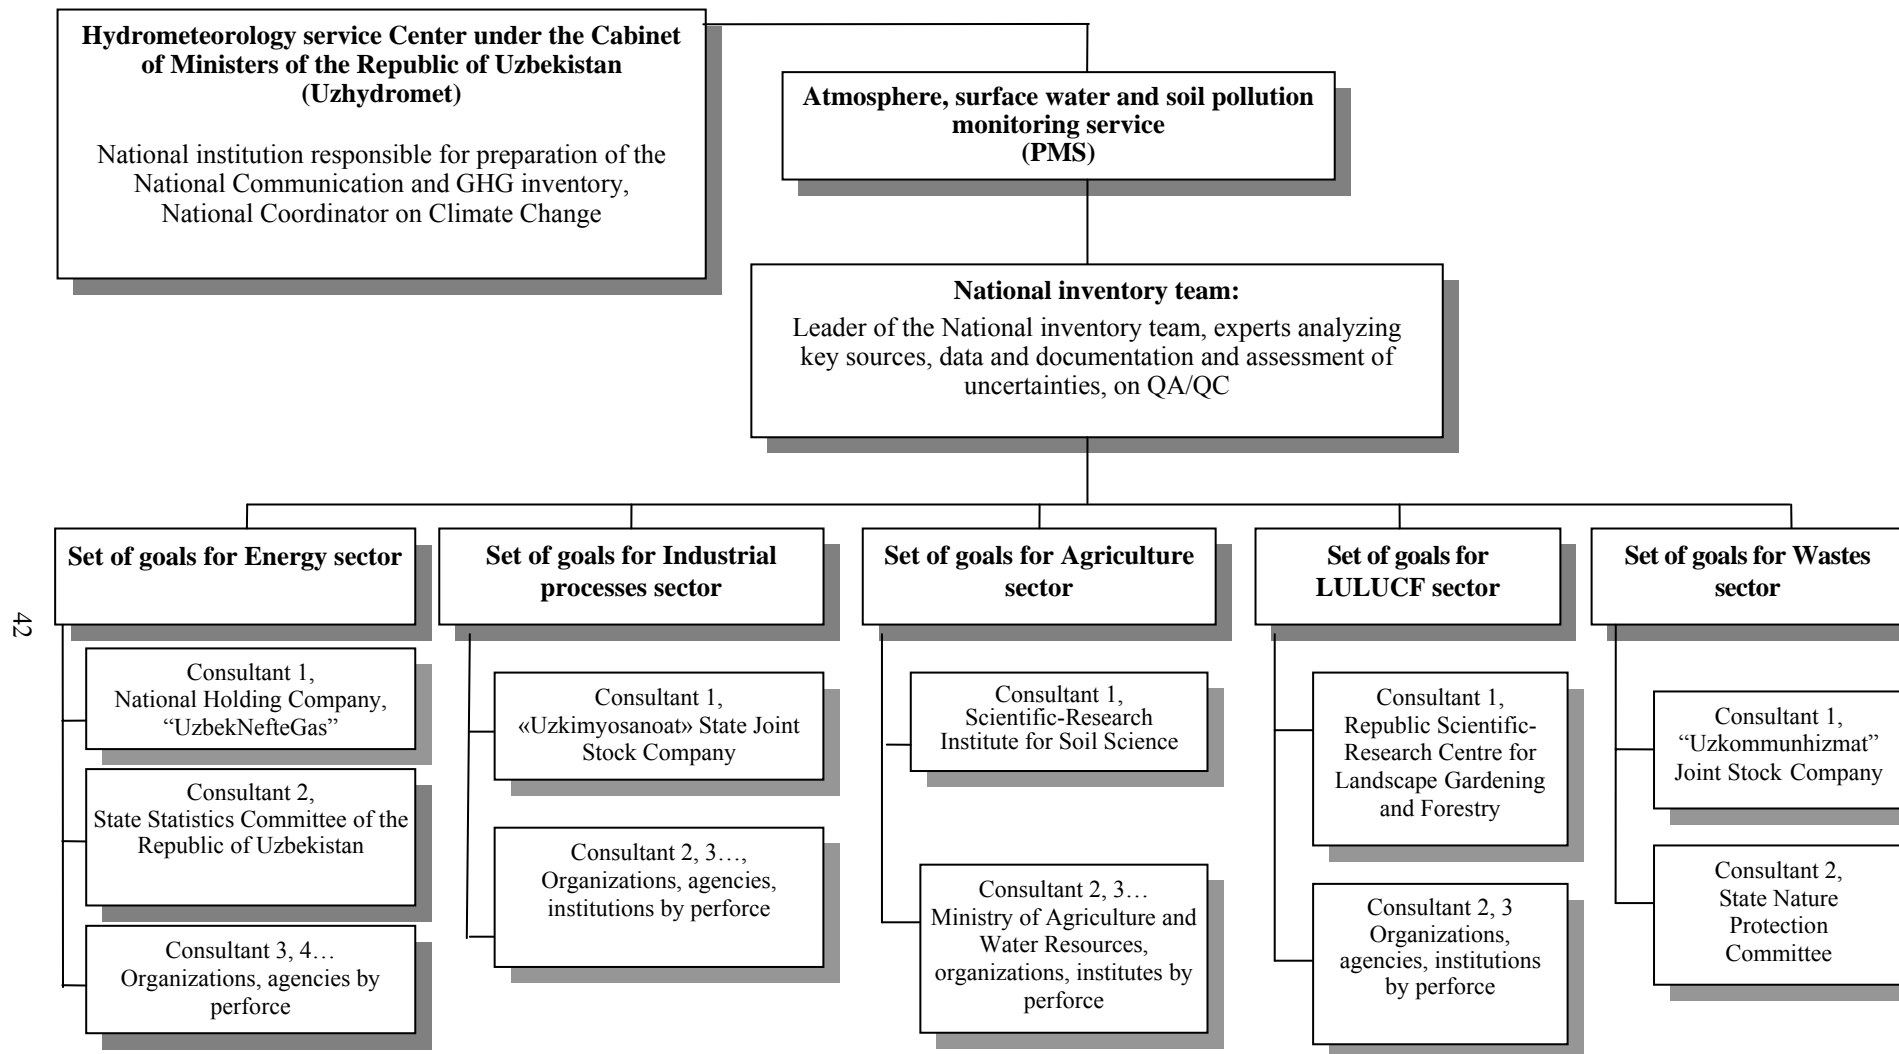 Hydrometeorology service Center under the Cabinet
of Ministers of the Republic of Uzbekistan
(Uzhydromet)
National institution responsible for preparation of the
National Communication and GHG inventory,
National Coordinator on Climate Change
Atmosphere, surface water and soil pollution
monitoring service
(PMS)
National inventory team:
Leader of the National inventory team, experts analyzing
key sources, data and documentation and assessment of
uncertainties, on QA/QC
Set of goals for Energy sector
Consultant 1,
National Holding Company,
“UzbekNefteGas”
Consultant 2,
State Statistics Committee of the
Republic of Uzbekistan
Consultant 3, 4…
Organizations, agencies by
perforce
Set of goals for Industrial
processes sector
Consultant 1,
«Uzkimyosanoat» State Joint
Stock Company
Consultant 2, 3…,
Organizations, agencies,
institutions by perforce
Set of goals for Agriculture
sector
Consultant 1,
Scientific-Research
Institute for Soil Science
Consultant 2, 3…
Ministry of Agriculture and
Water Resources,
organizations, institutes by
perforce
Set of goals for
LULUCF sector
Consultant 1,
Republic Scientific-
Research Centre for
Landscape Gardening
and Forestry
Consultant 2, 3
Organizations,
agencies, institutions
by perforce
Set of goals for Wastes
sector
Consultant 1,
“Uzkommunhizmat”
Joint Stock Company
Consultant 2,
State Nature
Protection
Committee
42